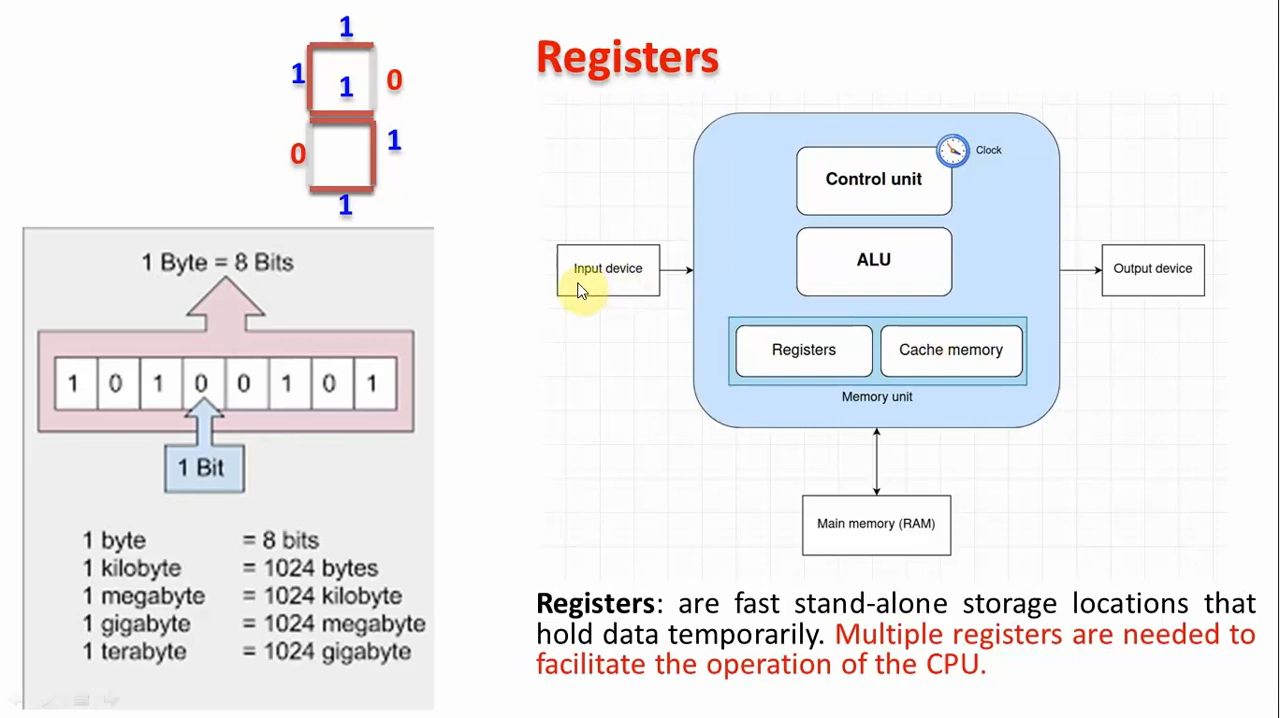 1
1
1
0
1
0
1
Registers
Clock
Control unit
ALU
Input device
Output device
Registers
Cache memory
Memory unit
Main memory (RAM)
1 Byte = 8 Bits
1 0 1 0 0 1 0 1
1 Bit
1 byte = 8 bits
1 kilobyte = 1024 bytes
1 megabyte = 1024 kilobyte
1 gigabyte = 1024 megabyte
1 terabyte = 1024 gigabyte
Registers: are fast stand-alone storage locations that
hold data temporarily. Multiple registers are needed to
facilitate the operation of the CPU.